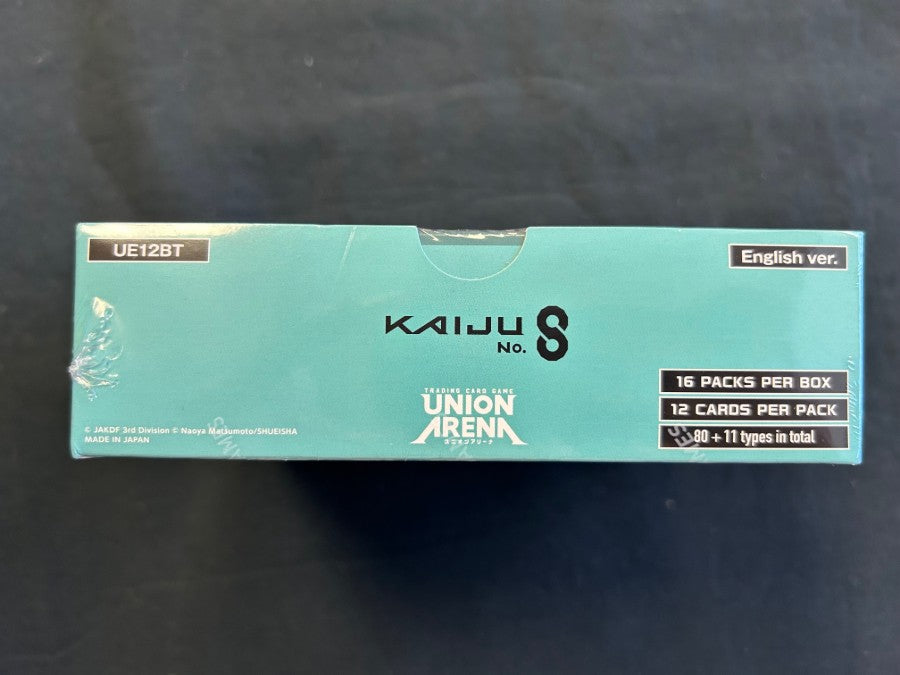 UE12BT
English ver.
KAIJU No. 8
16 PACKS PER BOX
12 CARDS PER PACK
80 + 11 types in total
TRADING CARD GAME
UNION
ARENA
ユニオンアリーナ
© JAKDF 3rd Division © Naoya Matsumoto/SHUEISHA
MADE IN JAPAN